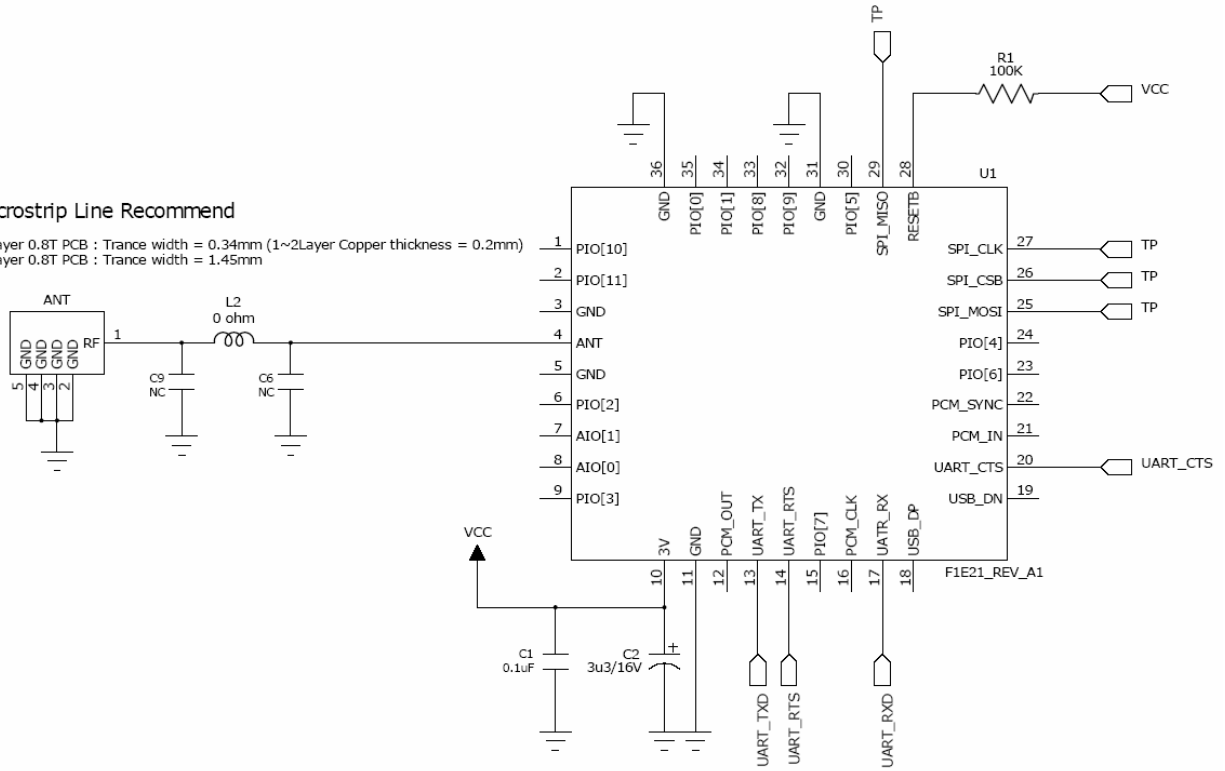 TP
R1
100K
VCC
36
35
34
33
32
31
30
29
28
U1
GND
PIO[0]
PIO[1]
PIO[8]
PIO[9]
GND
PIO[5]
SPI_MISO
RESETB
crostrip Line Recommend
ayer 0.8T PCB : Trance width = 0.34mm (1~2Layer Copper thickness = 0.2mm)
ayer 0.8T PCB : Trance width = 1.45mm
1 PIO[10]
2 PIO[11]
3 GND
4 ANT
5 GND
6 PIO[2]
7 AIO[1]
8 AIO[0]
9 PIO[3]
SPI_CLK 27 TP
SPI_CSB 26 TP
SPI_MOSI 25 TP
PIO[4] 24
PIO[6] 23
PCM_SYNC 22
PCM_IN 21
UART_CTS 20 UART_CTS
USB_DN 19
ANT
RF 1
GND
GND
GND
GND
5
4
3
2
L2
0 ohm
C9
NC
C6
NC
3V
GND
PCM_OUT
UART_TX
UART_RTS
PIO[7]
PCM_CLK
UATR_RX
USB_DP
10
11
12
13
14
15
16
17
18
F1E21_REV_A1
VCC
C1
0.1uF
C2
3u3/16V
+
UART_TXD
UART_RTS
UART_RXD